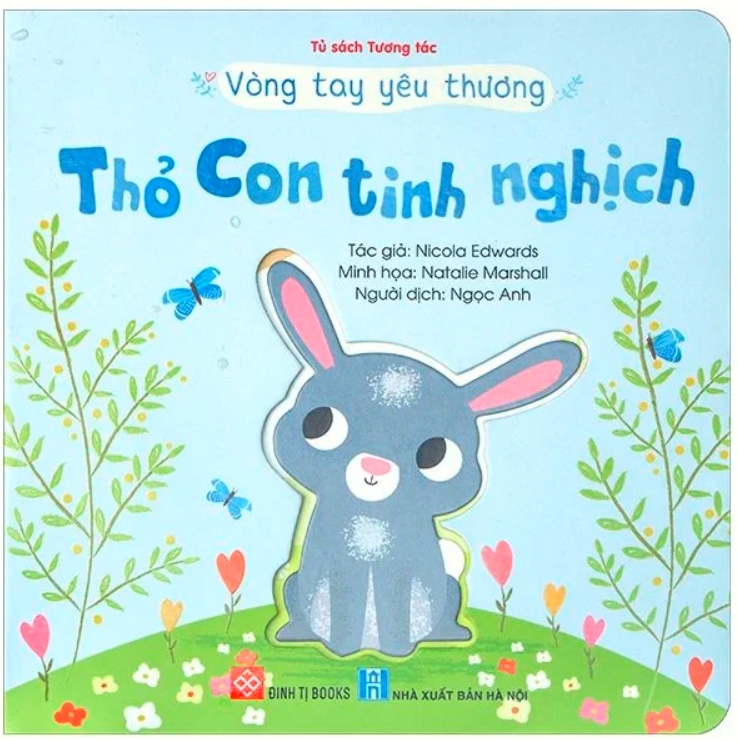 Tủ sách Tương tác
Vòng tay yêu thương
Thỏ Con tinh nghịch
Tác giả: Nicola Edwards
Minh họa: Natalie Marshall
Người dịch: Ngọc Anh
ĐINH TỊ BOOKS NHÀ XUẤT BẢN HÀ NỘI